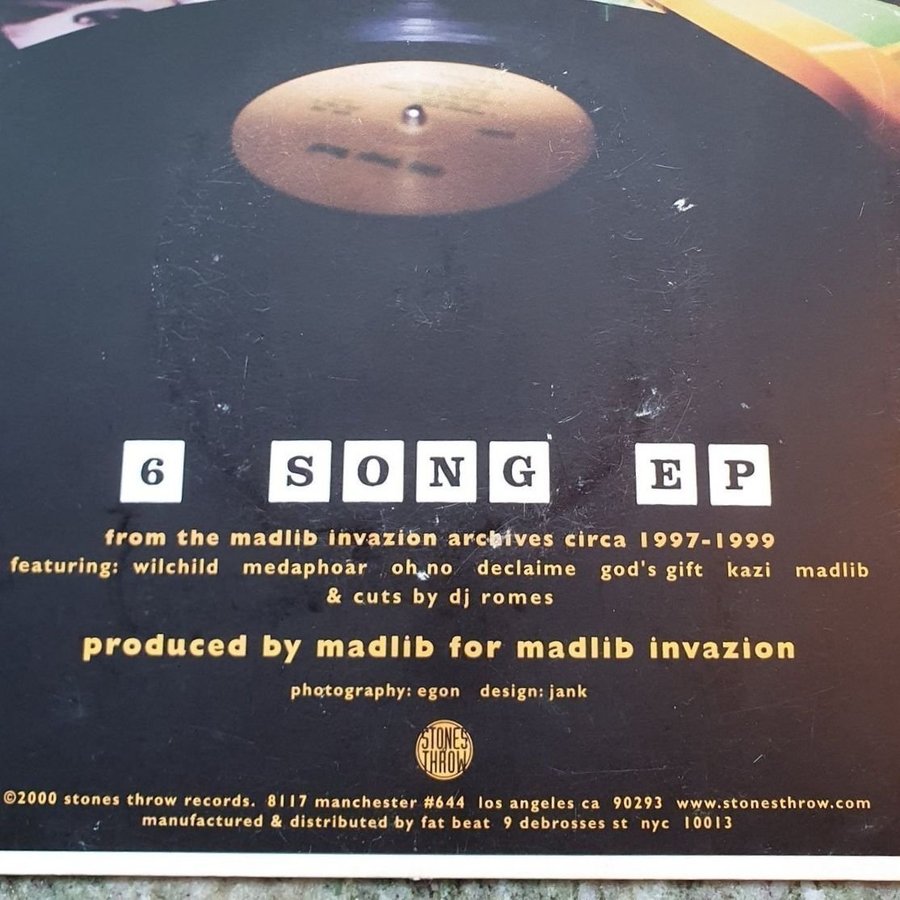 6 SONG EP
from the madlib invazion archives circa 1997-1999
featuring: wilchild medaphoar oh no declaime god's gift kazi madlib
& cuts by dj romes
produced by madlib for madlib invazion
photography: egon design: jank
STONES
THROW
©2000 stones throw records. 8117 manchester #644 los angeles ca 90293 www.stonesthrow.com
manufactured & distributed by fat beat 9 debrosses st nyc 10013